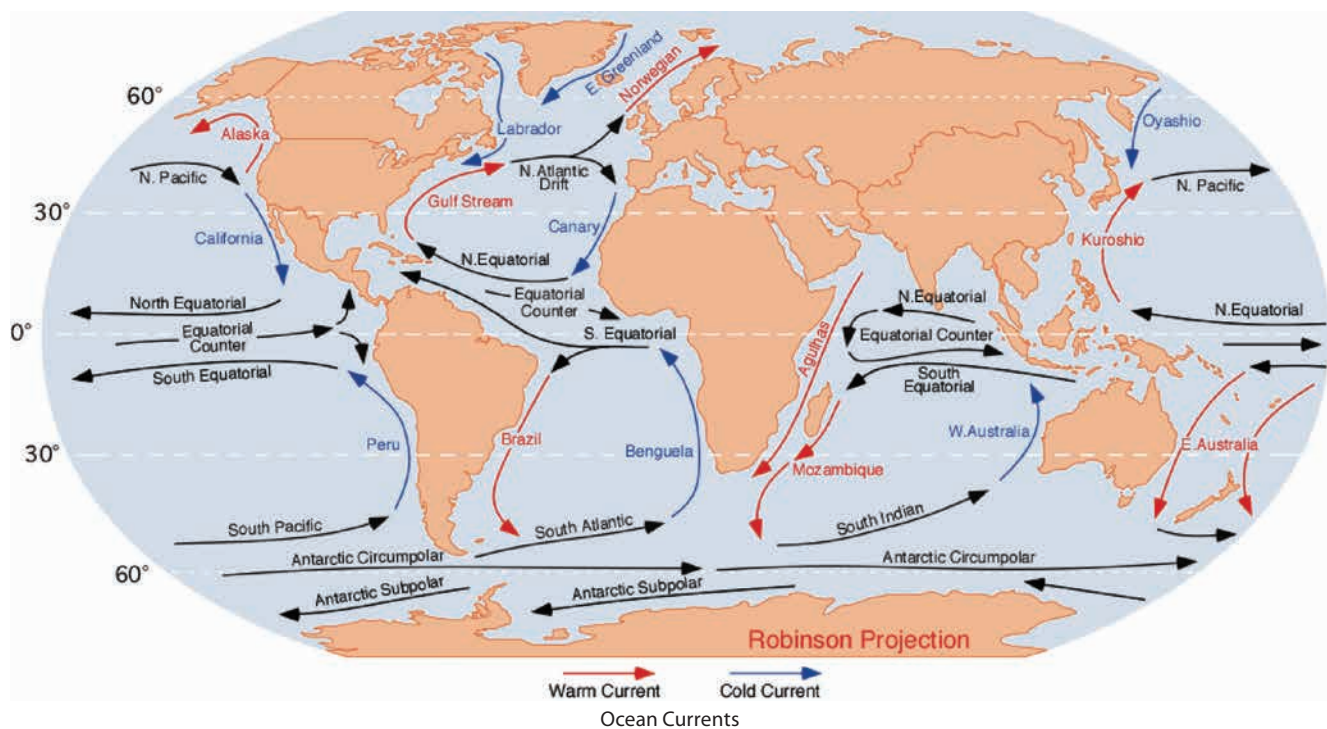 60°
30°
0°
30°
60°
E. Greenland
Norwegian
Labrador
Alaska
Oyashio
N. Pacific
N. Atlantic
Drift
N. Pacific
Gulf Stream
California
Canary
Kuroshio
N.Equatorial
North Equatorial
Equatorial
Counter
N.Equatorial
N.Equatorial
Equatorial
Counter
S. Equatorial
Equatorial Counter
South Equatorial
Agulhas
South
Equatorial
Peru
Brazil
Benguela
W.Australia
E.Australia
Mozambique
South Pacific
South Atlantic
South Indian
Antarctic Circumpolar
Antarctic Circumpolar
Antarctic Subpolar
Antarctic Subpolar
Robinson Projection
Warm Current
Cold Current
Ocean Currents